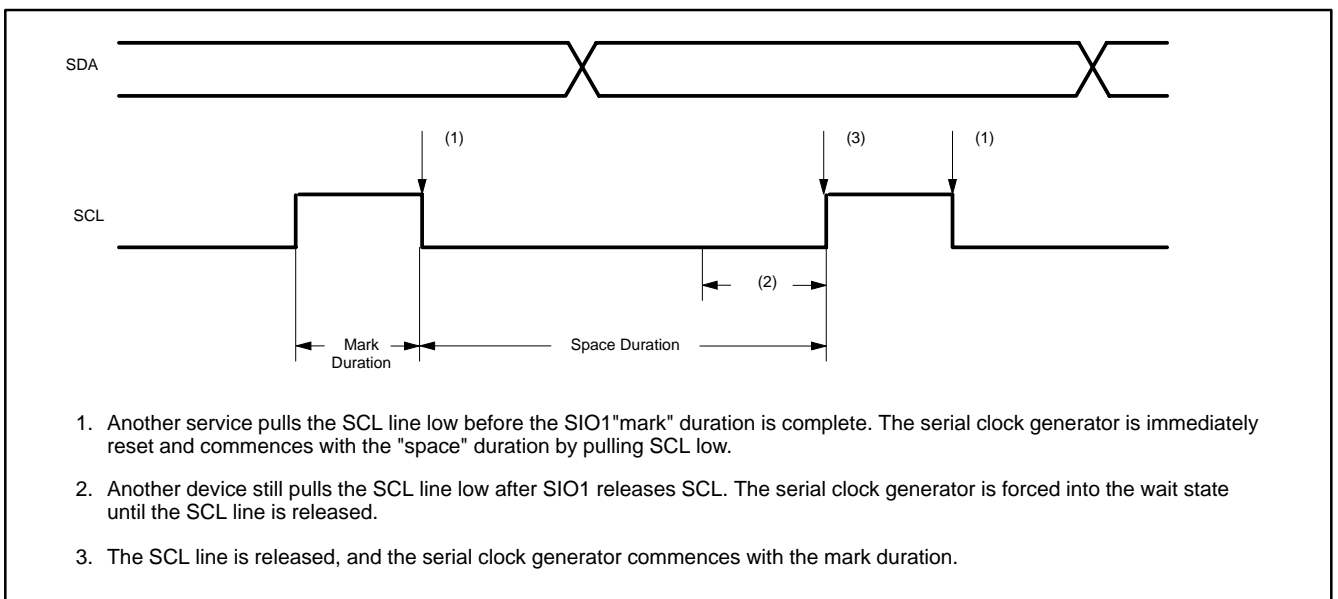 SDA
(1)
(3)
(1)
SCL
(2)
Mark
Duration
Space Duration
1. Another service pulls the SCL line low before the SIO1"mark" duration is complete. The serial clock generator is immediately
reset and commences with the "space" duration by pulling SCL low.
2. Another device still pulls the SCL line low after SIO1 releases SCL. The serial clock generator is forced into the wait state
until the SCL line is released.
3. The SCL line is released, and the serial clock generator commences with the mark duration.